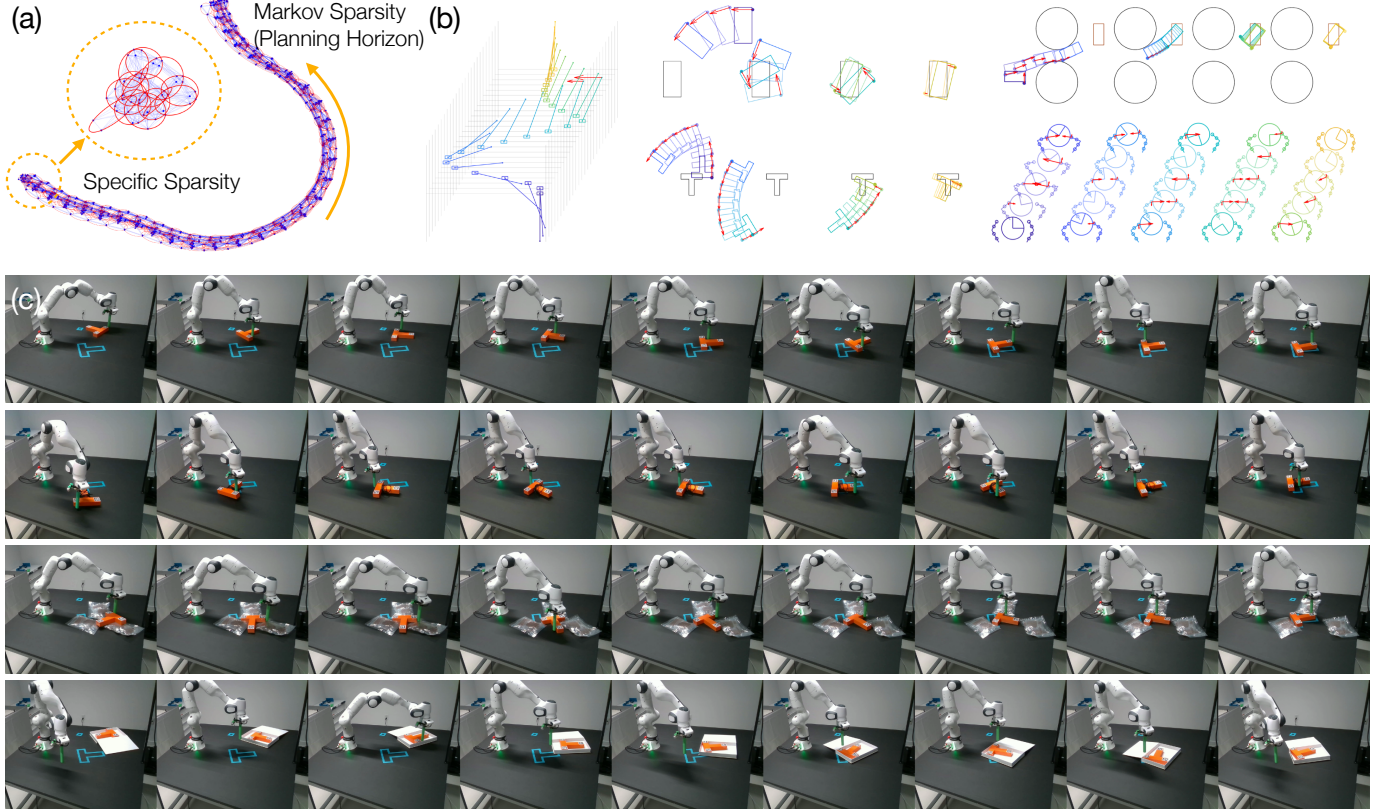 (a)
Markov Sparsity
(Planning Horizon)
Specific Sparsity
(b)
(c)